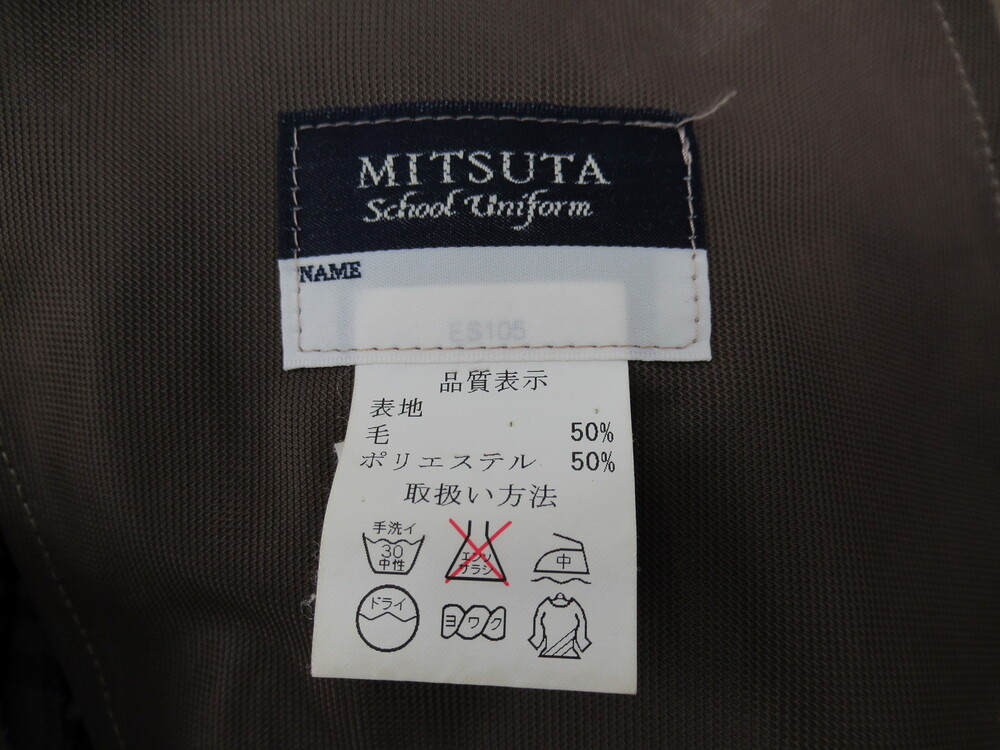 MITSUTA
School Uniform
NAME
ES105
品質表示
表地
毛 50%
ポリエステル 50%
取扱い方法
手洗イ
30
中性
エンソ
サラシ
中
ドライ
ヨワク